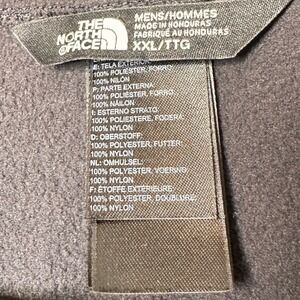 THE
NORTH
FACE
MENS/HOMMES
MADE IN HONDURAS
FABRIQUÉ AU HONDURAS
XXL/TTG
E: TELA EXTERIOR:
100% POLIÉSTER, FORRO:
100% NILÓN
P: PARTE EXTERNA:
100% POLIÉSTER, FORRO:
100% NÁILON
I: ESTERNO STRATO:
100% POLIESTERE, FODERA:
100% NYLON
D: OBERSTOFF:
100% POLYESTER, FUTTER:
100% NYLON
NL: OMHULSEL:
100% POLYESTER, VOERING:
100% NYLON
F: ÉTOFFE EXTÉRIEURE:
100% POLYESTER, DOUBLURE:
100% NYLON